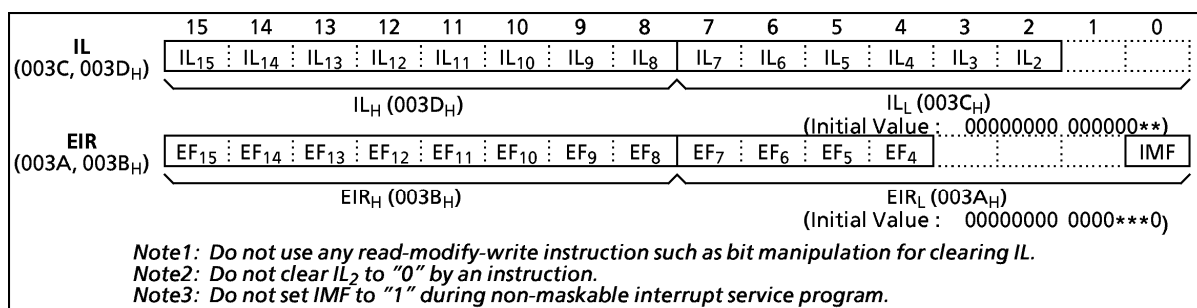 15 14 13 12 11 10 9 8 7 6 5 4 3 2 1 0
IL
(003C, 003DH)
IL15 IL14 IL13 IL12 IL11 IL10 IL9 IL8 IL7 IL6 IL5 IL4 IL3 IL2
ILH (003DH) ILL (003CH)
(Initial Value : 00000000 000000**)
EIR
(003A, 003BH)
EF15 EF14 EF13 EF12 EF11 EF10 EF9 EF8 EF7 EF6 EF5 EF4 IMF
EIRH (003BH) EIRL (003AH)
(Initial Value : 00000000 0000***0)
Note1: Do not use any read-modify-write instruction such as bit manipulation for clearing IL.
Note2: Do not clear IL2 to "0" by an instruction.
Note3: Do not set IMF to "1" during non-maskable interrupt service program.